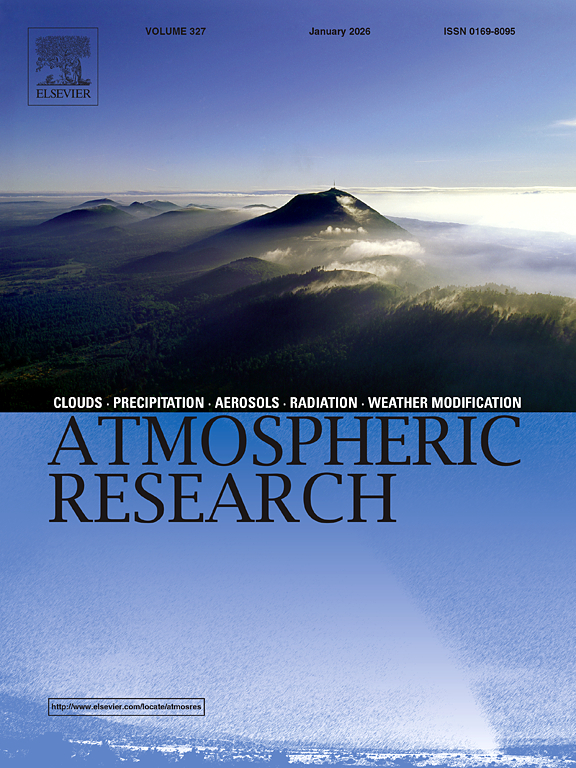 VOLUME 327 January 2026 ISSN 0169-8095
ELSEVIER
CLOUDS · PRECIPITATION · AEROSOLS · RADIATION · WEATHER MODIFICATION
ATMOSPHERIC
RESEARCH
http://www.elsevier.com/locate/atmosres